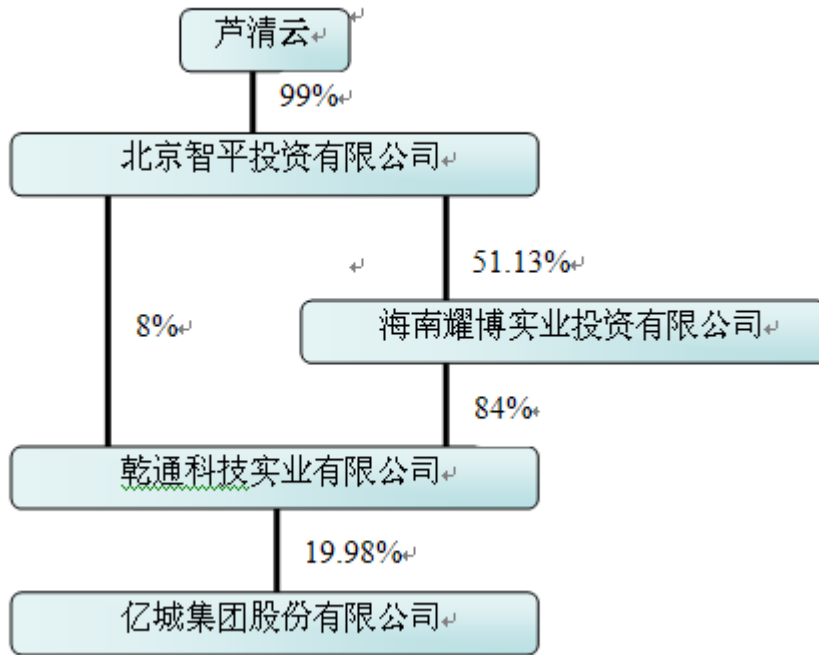 芦清云
99%
北京智平投资有限公司
51.13%
8%
海南耀博实业投资有限公司
84%
乾通科技实业有限公司
19.98%
亿城集团股份有限公司